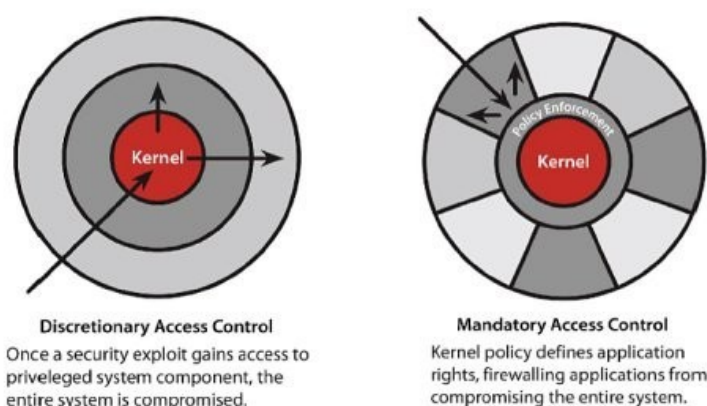 Kernel
Policy Enforcement
Kernel
Discretionary Access Control
Once a security exploit gains access to
priveleged system component, the
entire system is compromised.
Mandatory Access Control
Kernel policy defines application
rights, firewalling applications from
compromising the entire system.